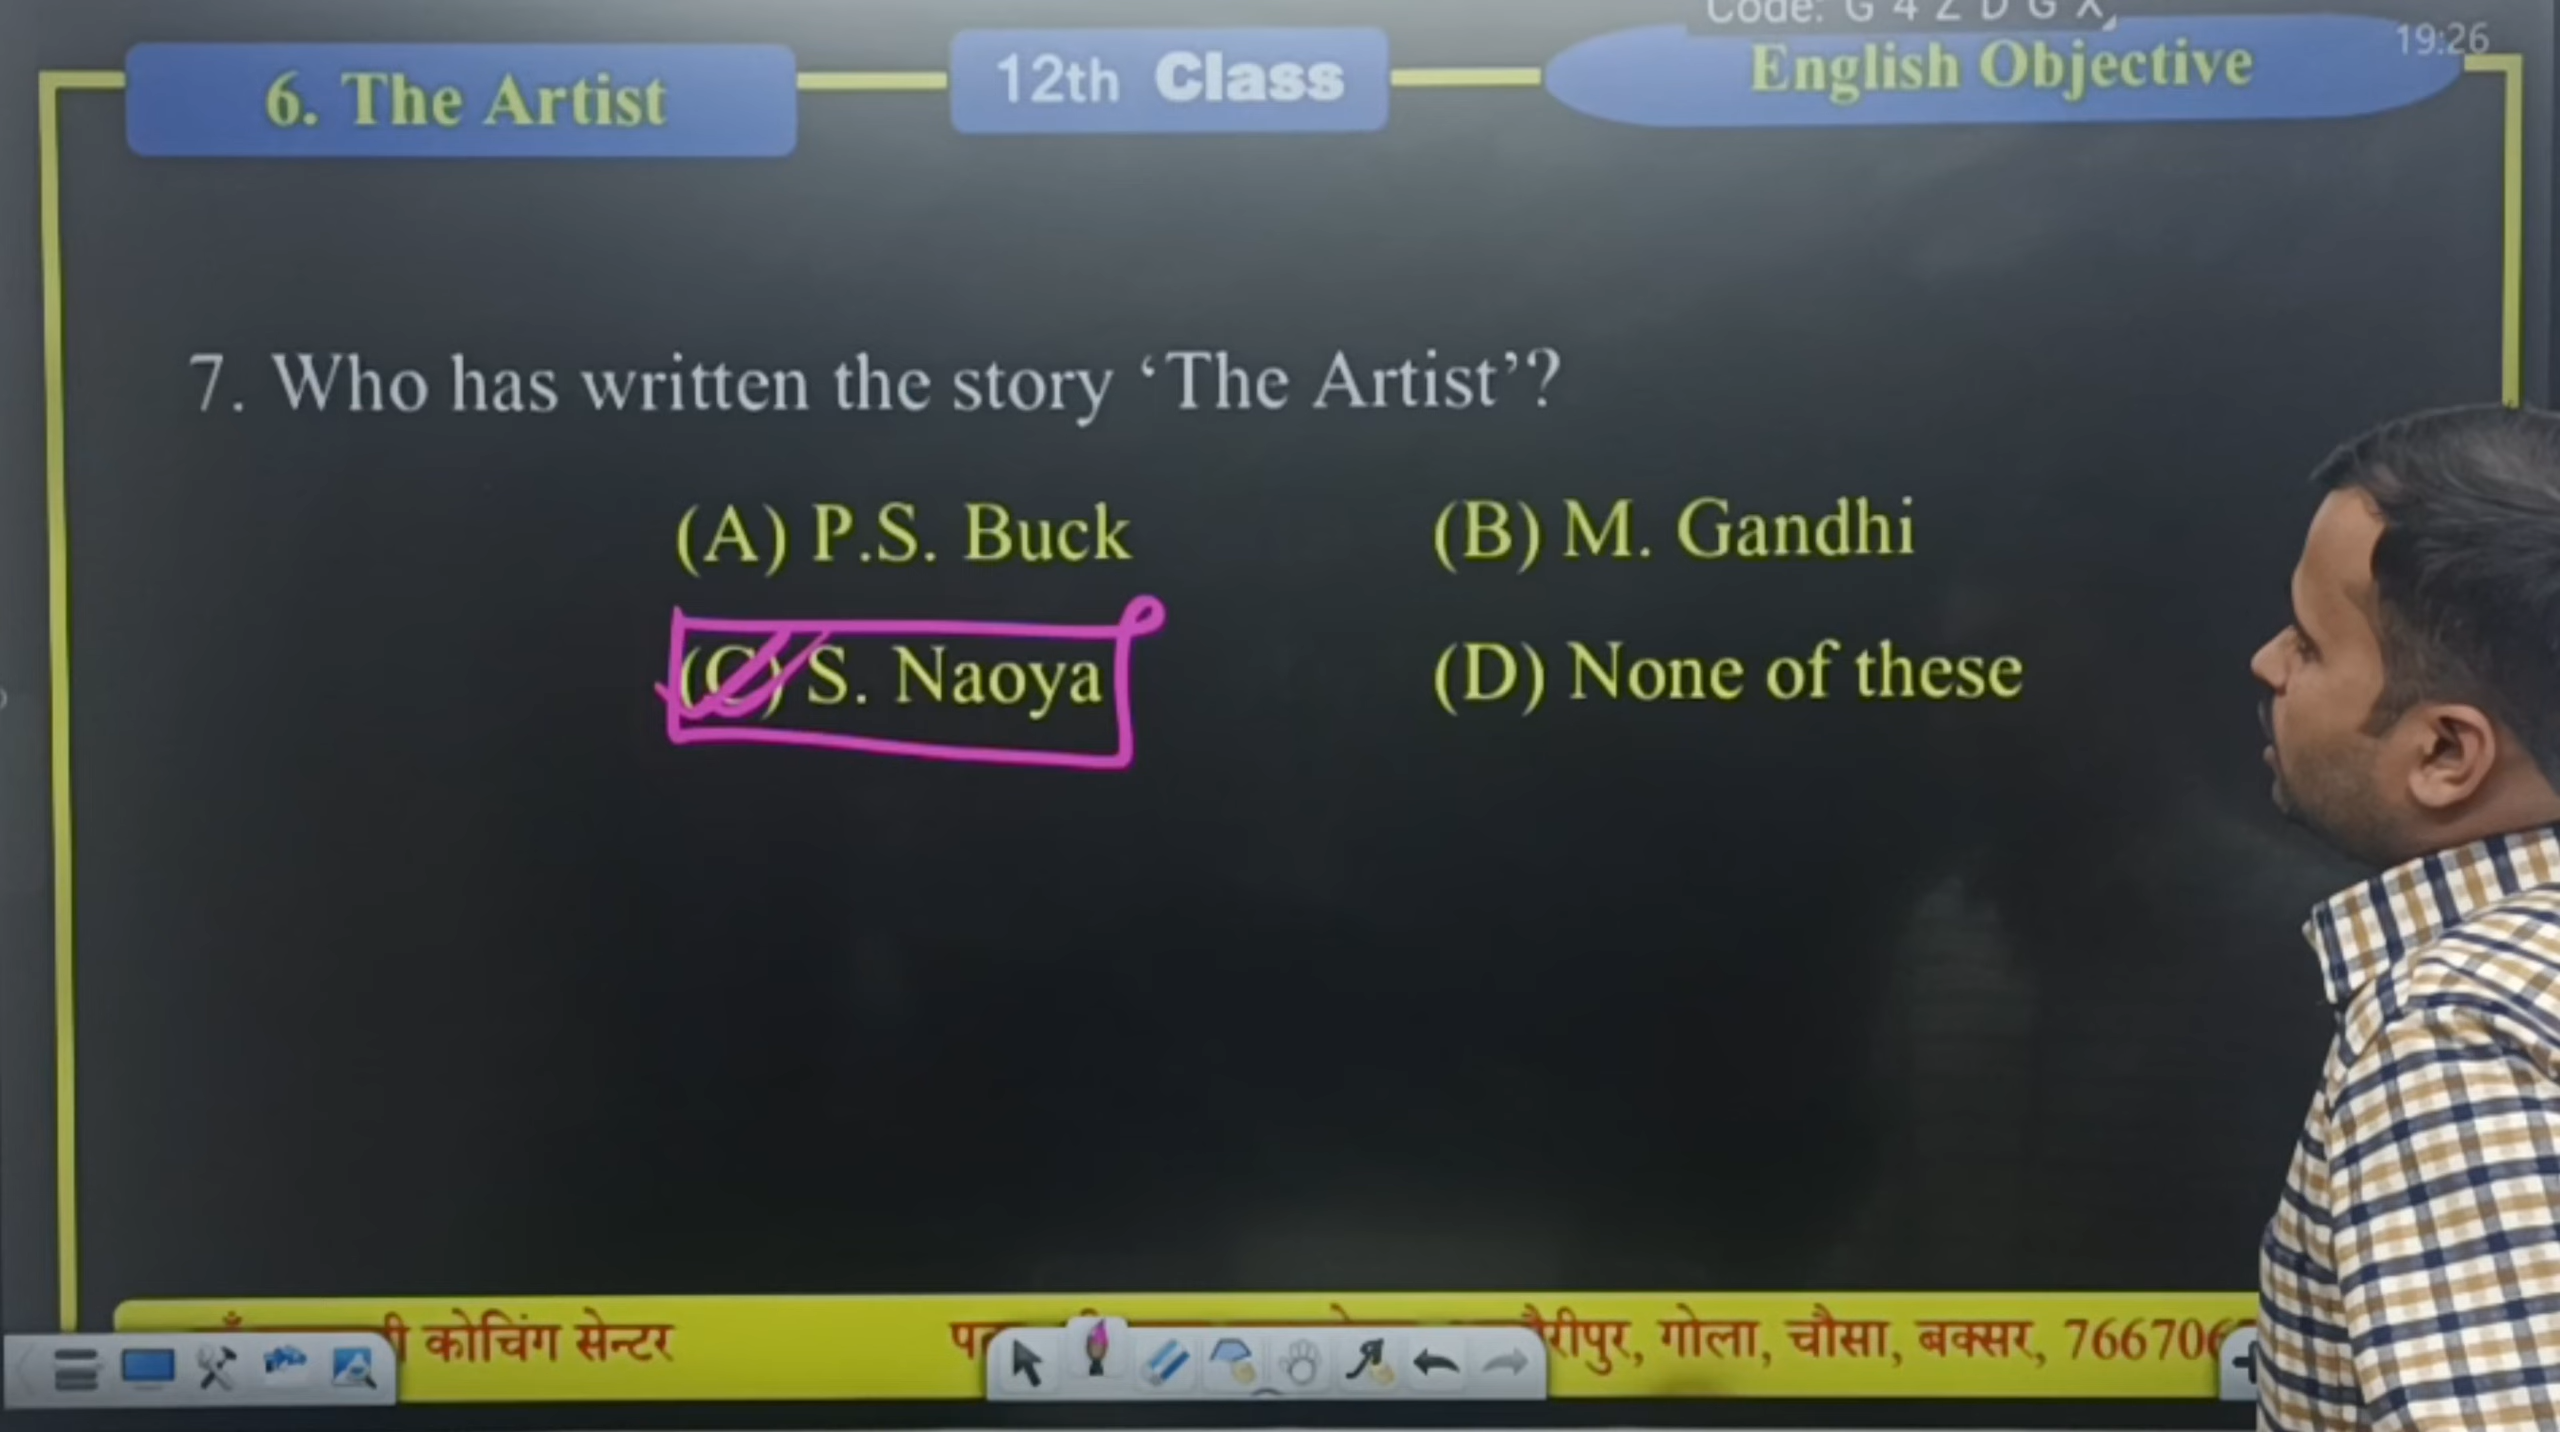 Code: G 4 Z D G X
19:26
6. The Artist
12th Class
English Objective
7. Who has written the story ‘The Artist’?
(A) P.S. Buck
(B) M. Gandhi
(C) S. Naoya
(D) None of these
कोचिंग सेन्टर
गोला, चौसा, बक्सर, 766706